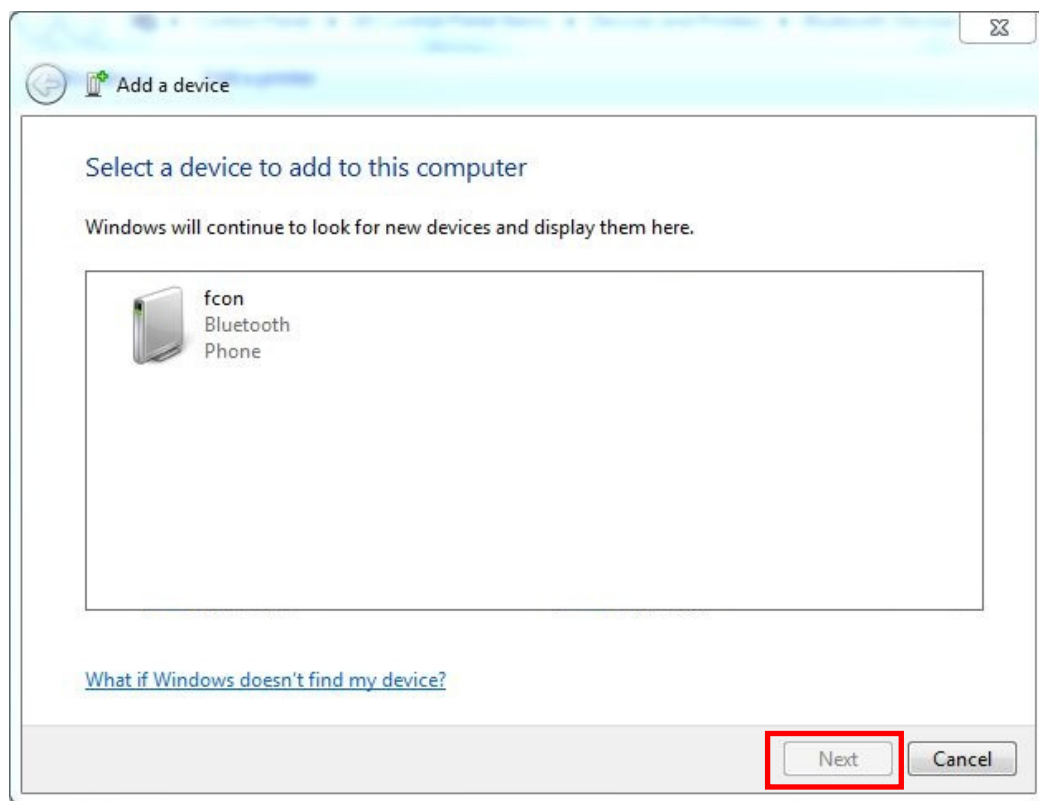 Add a device
Select a device to add to this computer
Windows will continue to look for new devices and display them here.
fcon
Bluetooth
Phone
What if Windows doesn't find my device?
Next
Cancel